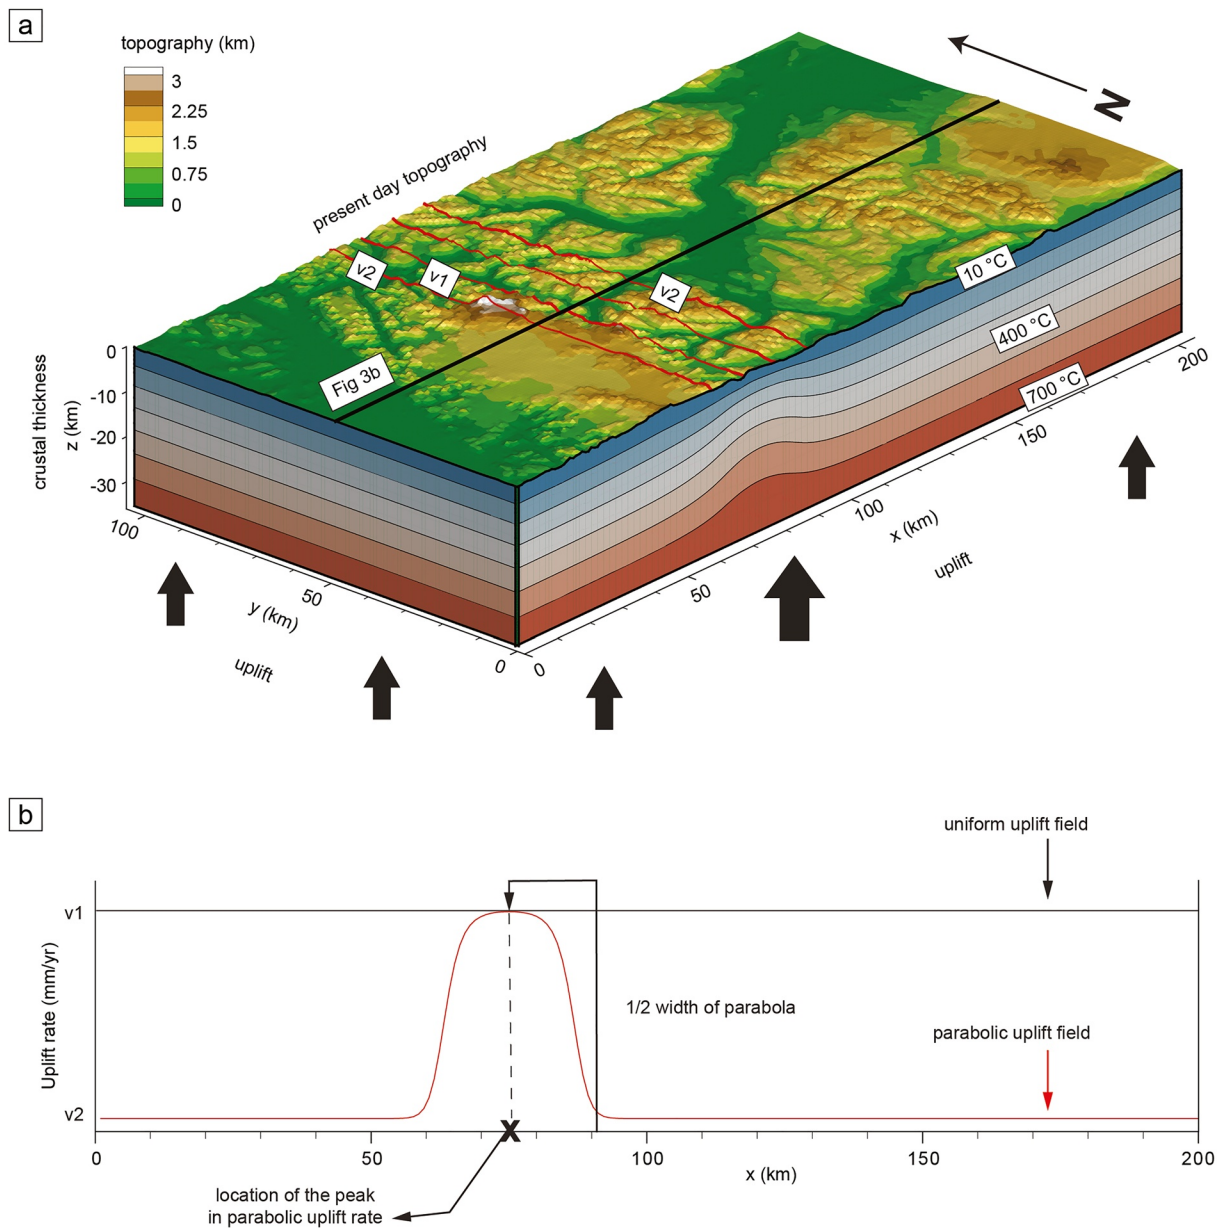 a
topography (km)
3
2.25
1.5
0.75
0
N
present day topography
v2
v1
v2
Fig 3b
10 °C
400 °C
700 °C
crustal thickness
z (km)
0
-10
-20
-30
100
50
0
y (km)
uplift
0
50
100
150
200
x (km)
uplift
b
uniform uplift field
v1
Uplift rate (mm/yr)
1/2 width of parabola
parabolic uplift field
v2
X
0
50
100
150
200
x (km)
location of the peak
in parabolic uplift rate